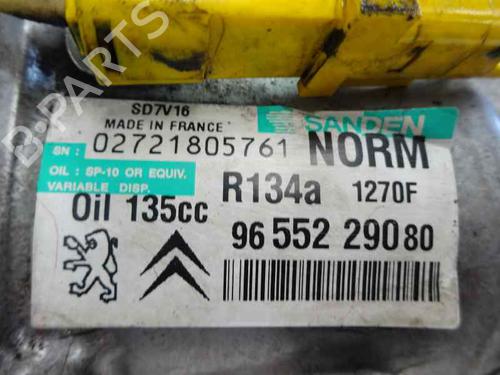 SD7V16
MADE IN FRANCE
SANDEN
SN: 02721805761 NORM
OIL: SP-10 OR EQUIV.
VARIABLE DISP.
R134a 1270F
Oil 135cc
96 552 290 80
B-PARTS